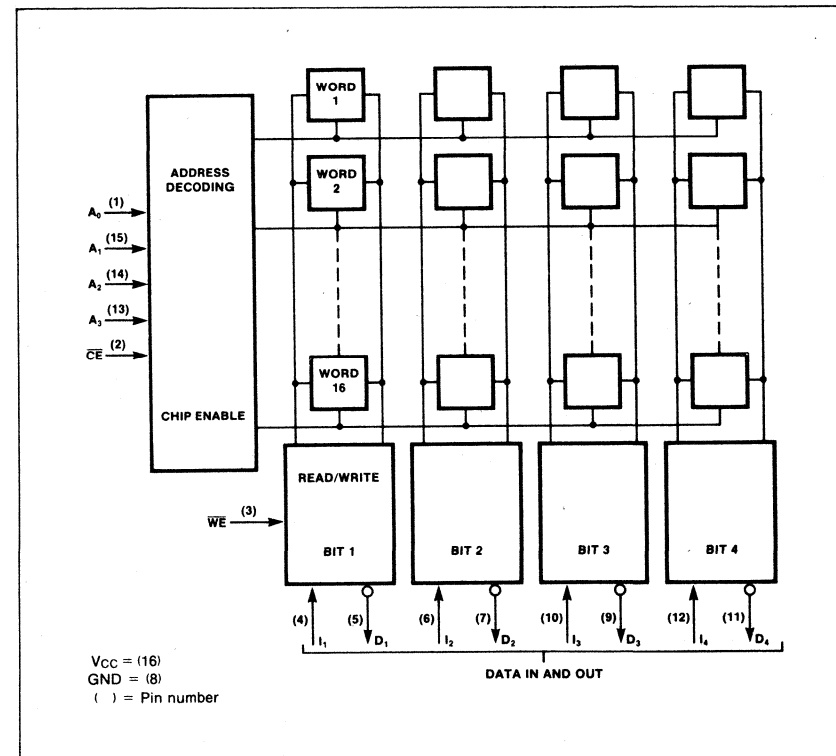 WORD
1
ADDRESS
DECODING
WORD
2
A₀ (1)
A₁ (15)
A₂ (14)
A₃ (13)
C̅E̅ (2)
WORD
16
CHIP ENABLE
READ/WRITE
W̅E̅ (3)
BIT 1 BIT 2 BIT 3 BIT 4
(4) (5) (6) (7) (10) (9) (12) (11)
I₁ D₁ I₂ D₂ I₃ D₃ I₄ D₄
DATA IN AND OUT
VCC = (16)
GND = (8)
( ) = Pin number